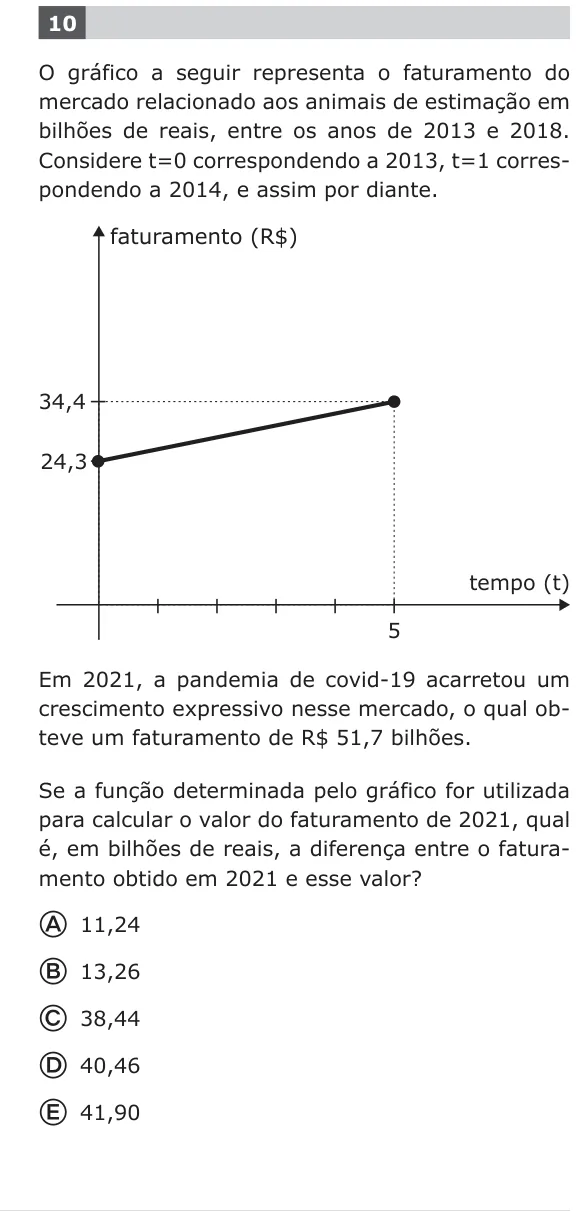 10
O gráfico a seguir representa o faturamento do
mercado relacionado aos animais de estimação em
bilhões de reais, entre os anos de 2013 e 2018.
Considere t=0 correspondendo a 2013, t=1 corres-
pondendo a 2014, e assim por diante.
faturamento (R$)
34,4
24,3
tempo (t)
5
Em 2021, a pandemia de covid-19 acarretou um
crescimento expressivo nesse mercado, o qual ob-
teve um faturamento de R$ 51,7 bilhões.
Se a função determinada pelo gráfico for utilizada
para calcular o valor do faturamento de 2021, qual
é, em bilhões de reais, a diferença entre o fatura-
mento obtido em 2021 e esse valor?
A 11,24
B 13,26
C 38,44
D 40,46
E 41,90